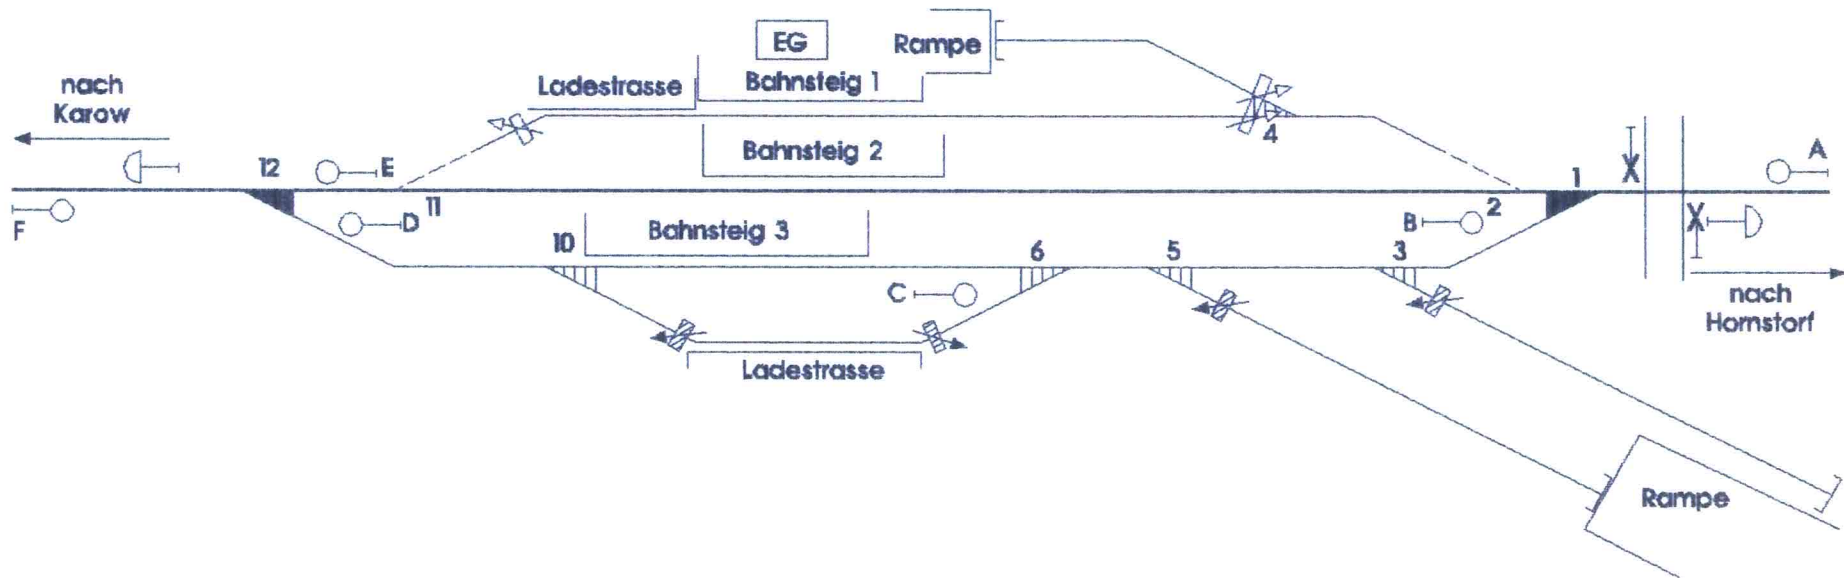 EG
Rampe
nach
Karow
Ladestrasse
Bahnsteig 1
4
Bahnsteig 2
12
E
1
A
F
D
11
Bahnsteig 3
B
2
10
6
5
3
C
nach
Hornstorf
Ladestrasse
Rampe